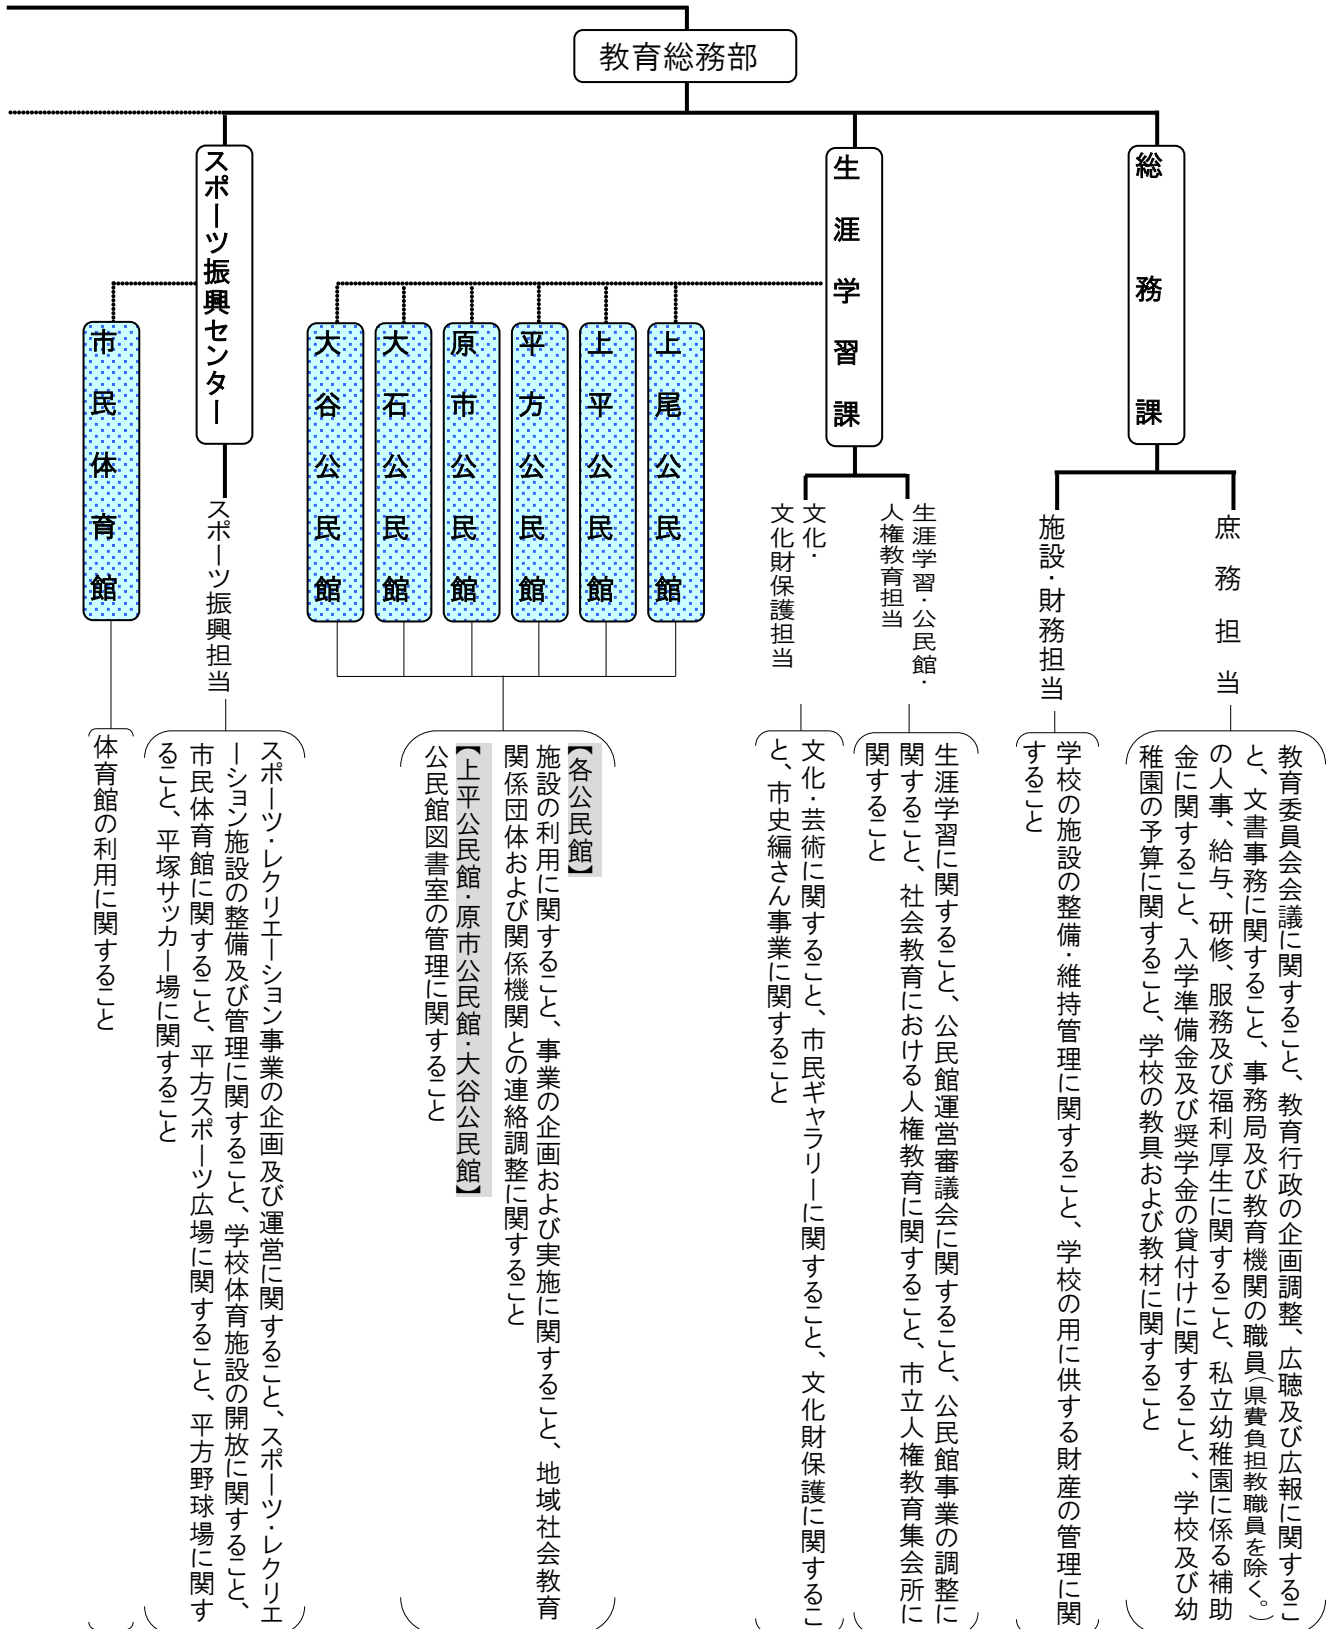 教育総務部
総務課
庶務担当
教育委員会会議に関すること、教育行政の企画調整、広聴及び広報に関するこ
と、文書事務に関すること、事務局及び教育機関の職員（県費負担教職員を除く。）
の人事、給与、研修、服務及び福利厚生に関すること、私立幼稚園に係る補助
金に関すること、入学準備金及び奨学金の貸付けに関すること、、学校及び幼
稚園の予算に関すること、学校の教具および教材に関すること
施設・財務担当
学校の施設の整備・維持管理に関すること、学校の用に供する財産の管理に関
すること
生涯学習課
生涯学習・公民館・
人権教育担当
生涯学習に関すること、公民館運営審議会に関すること、公民館事業の調整に
関すること、社会教育における人権教育に関すること、市立人権教育集会所に
関すること
文化・
文化財保護担当
文化・芸術に関すること、市民ギャラリーに関すること、文化財保護に関するこ
と、市史編さん事業に関すること
上尾公民館
上平公民館
平方公民館
原市公民館
大石公民館
大谷公民館
【各公民館】
施設の利用に関すること、事業の企画および実施に関すること、地域社会教育
関係団体および関係機関との連絡調整に関すること
【上平公民館・原市公民館・大谷公民館】
公民館図書室の管理に関すること
スポーツ振興センター
スポーツ振興担当
スポーツ・レクリエーション事業の企画及び運営に関すること、スポーツ・レクリエ
ーション施設の整備及び管理に関すること、学校体育施設の開放に関すること、
市民体育館に関すること、平方スポーツ広場に関すること、平方野球場に関す
ること、平塚サッカー場に関すること
市民体育館
体育館の利用に関すること